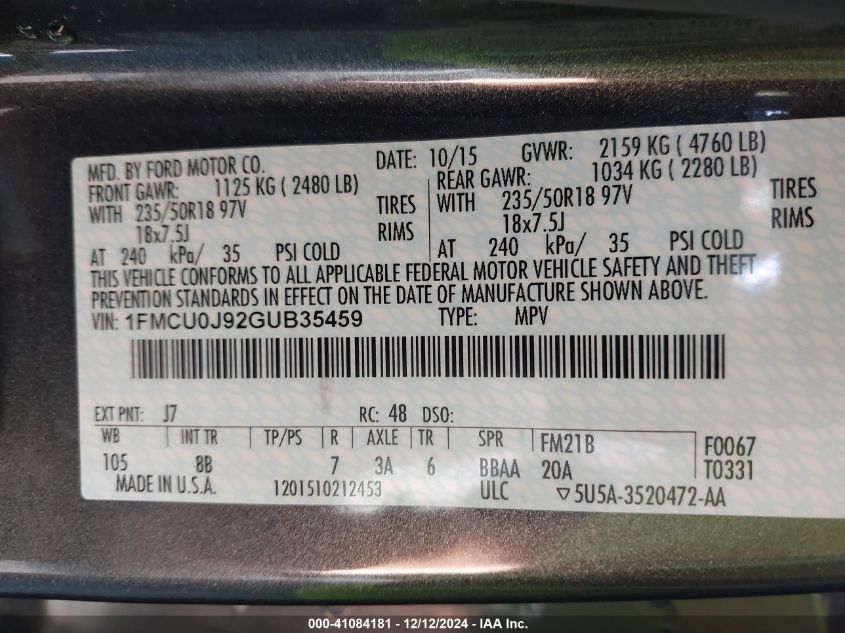 MFD. BY FORD MOTOR CO. DATE: 10/15 GVWR: 2159 KG ( 4760 LB)
FRONT GAWR: 1125 KG ( 2480 LB) REAR GAWR: 1034 KG ( 2280 LB)
WITH 235/50R18 97V TIRES WITH 235/50R18 97V TIRES
18x7.5J RIMS 18x7.5J RIMS
AT 240 kPa/ 35 PSI COLD AT 240 kPa/ 35 PSI COLD
THIS VEHICLE CONFORMS TO ALL APPLICABLE FEDERAL MOTOR VEHICLE SAFETY AND THEFT
PREVENTION STANDARDS IN EFFECT ON THE DATE OF MANUFACTURE SHOWN ABOVE.
VIN: 1FMCU0J92GUB35459 TYPE: MPV
EXT PNT: J7 RC: 48 DSO:
WB INT TR TP/PS R AXLE TR SPR FM21B F0067
105 8B 7 3A 6 BBAA 20A T0331
MADE IN U.S.A. 1201510212453 ULC ▽5U5A-3520472-AA
000-41084181 - 12/12/2024 - IAA, Inc.